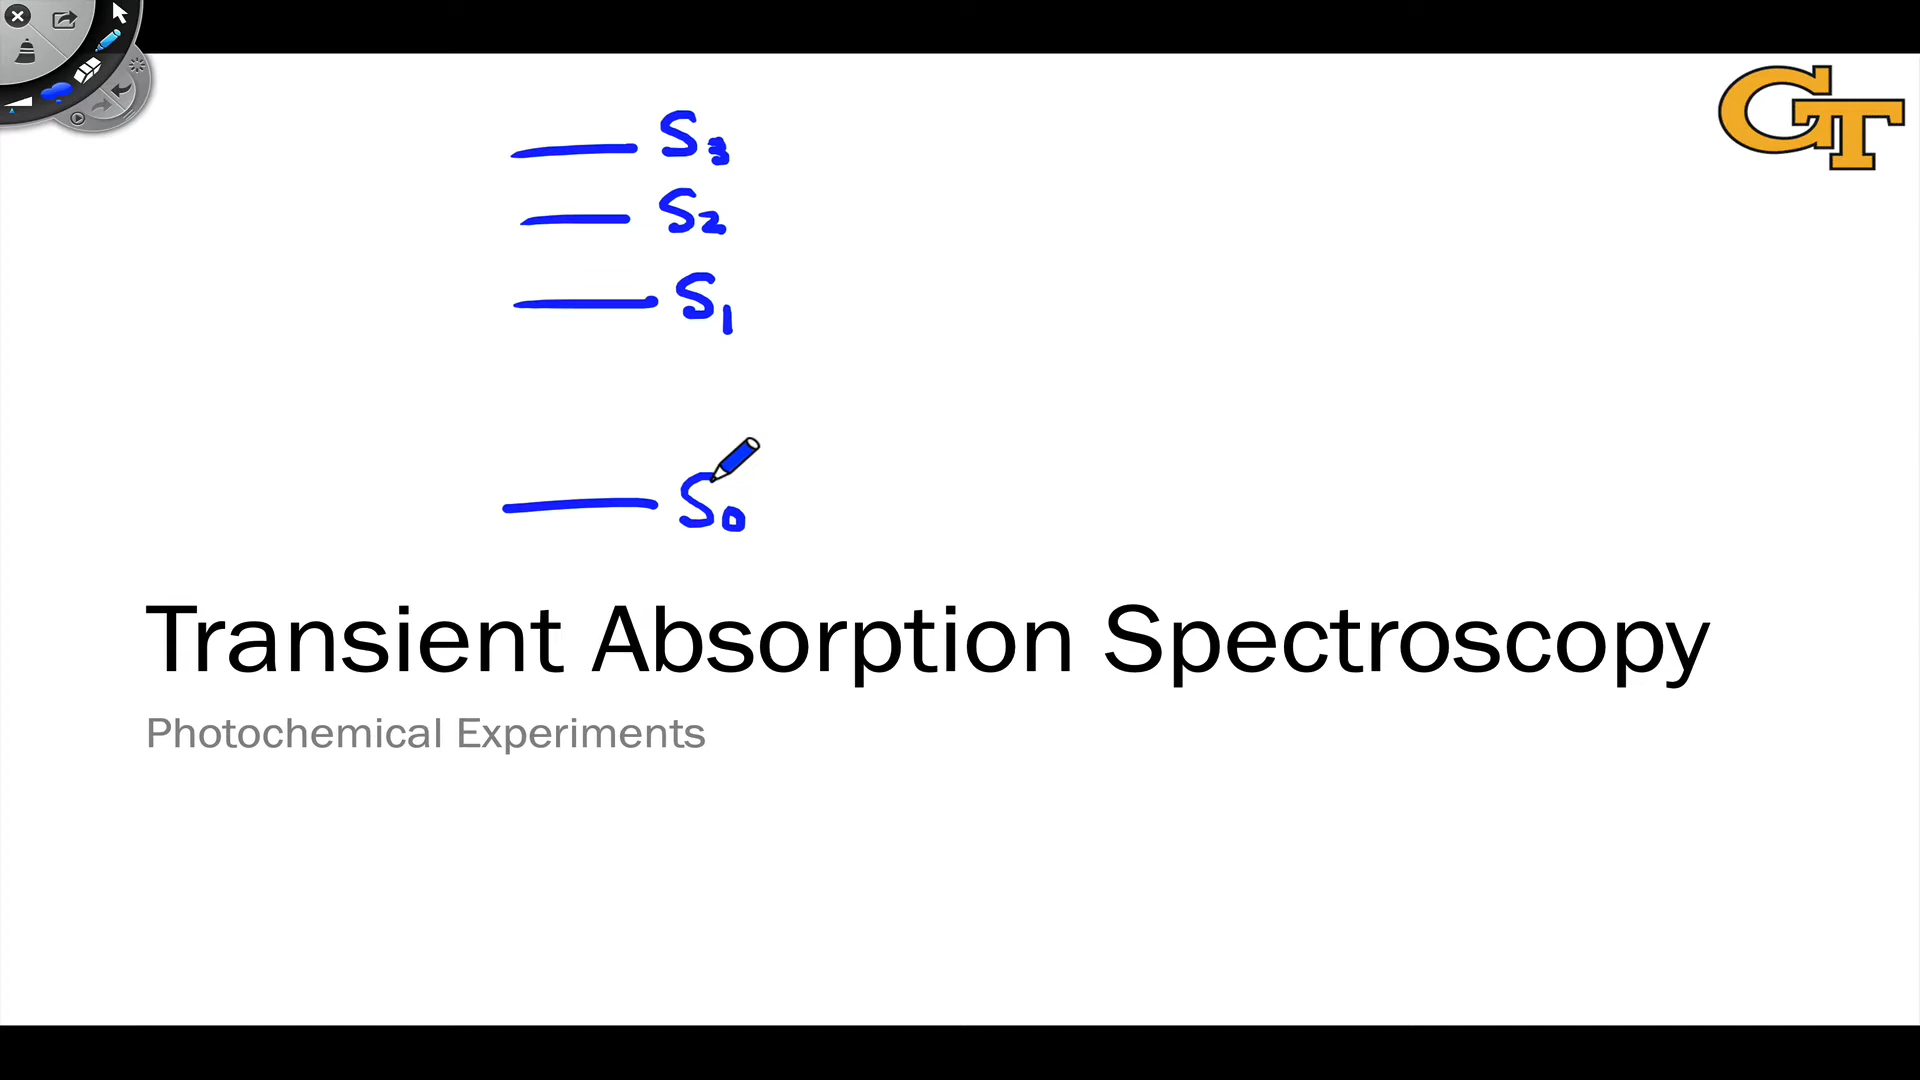 GT
S₃
S₂
S₁
S₀
Transient Absorption Spectroscopy
Photochemical Experiments